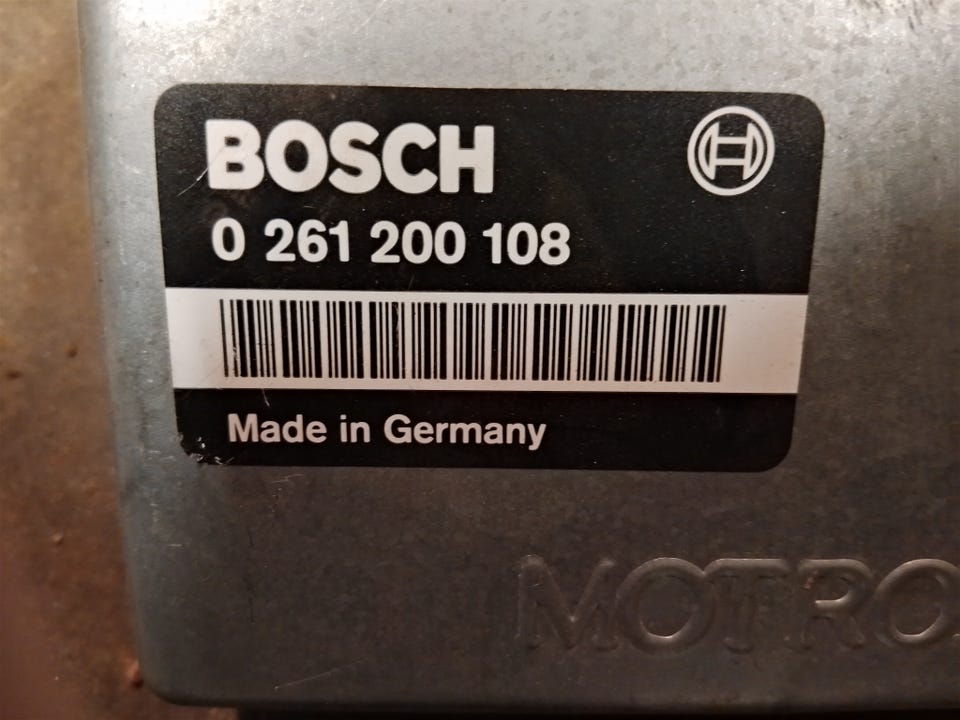 BOSCH
0 261 200 108
Made in Germany
MOTRO